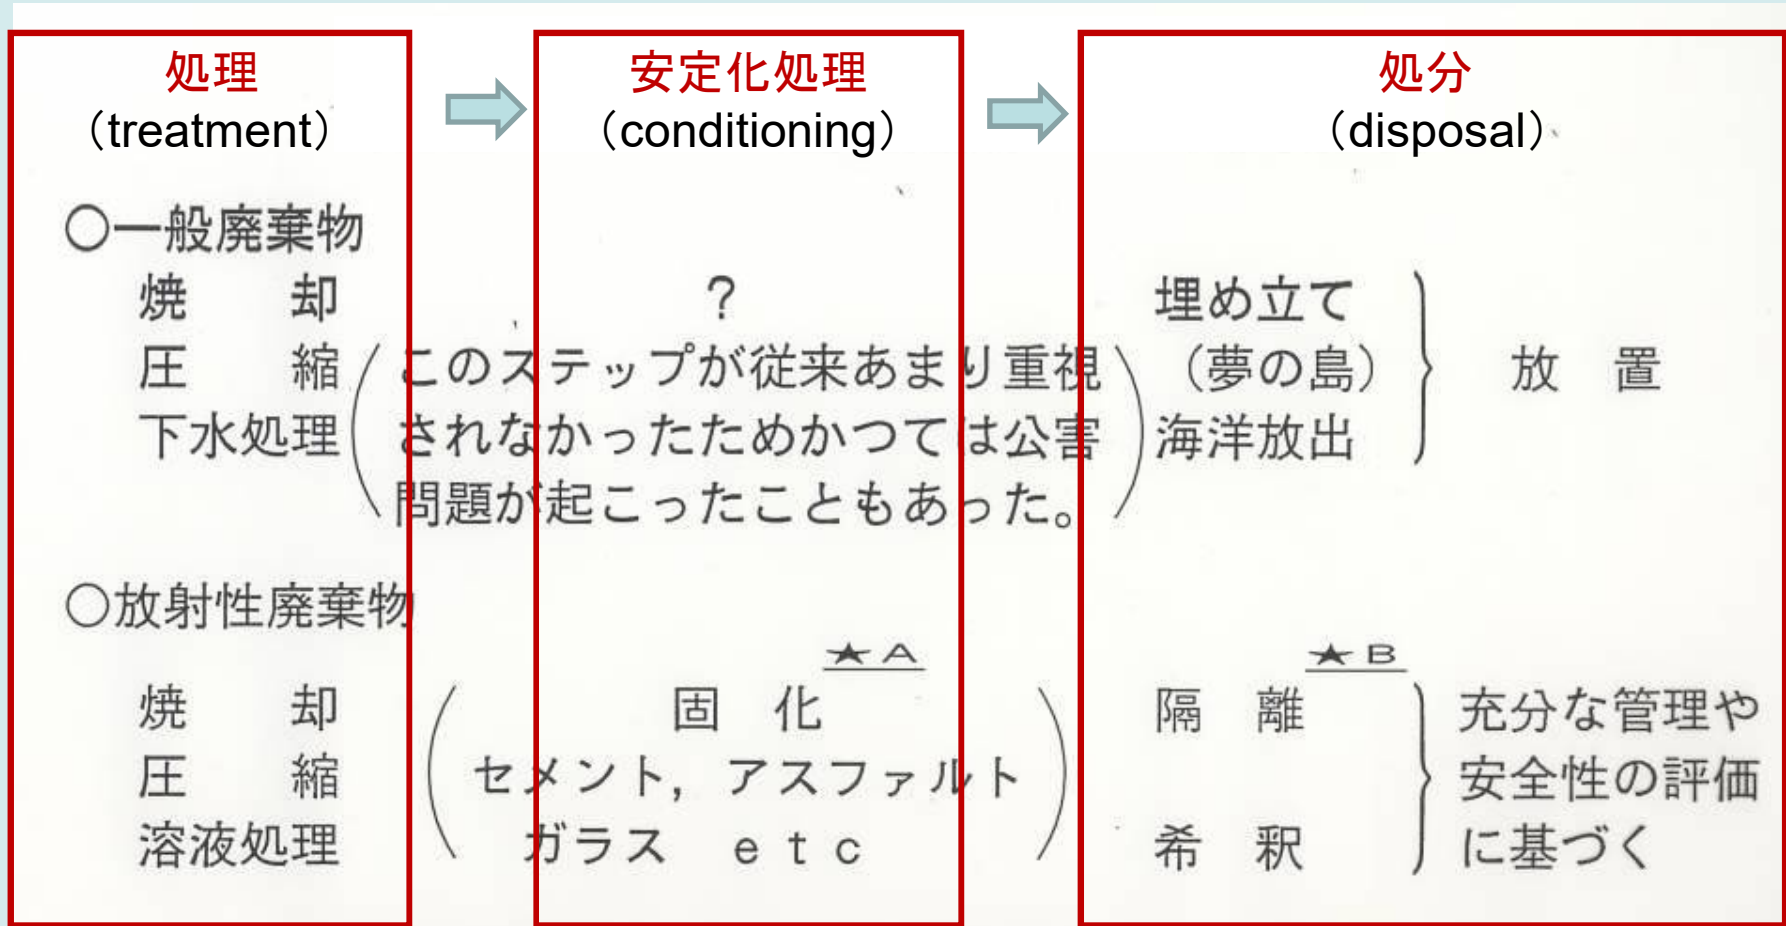 処理
（treatment）
安定化処理
（conditioning）
処分
（disposal）
○一般廃棄物
焼　却
圧　縮
下水処理
？
（このステップが従来あまり重視
されなかったためかつては公害
問題が起こったこともあった。）
埋め立て
（夢の島）
海洋放出
放　置
○放射性廃棄物
焼　却
圧　縮
溶液処理
★A
固　化
（セメント，アスファルト
ガラス　ｅｔｃ）
★B
隔　離
希　釈
充分な管理や
安全性の評価
に基づく